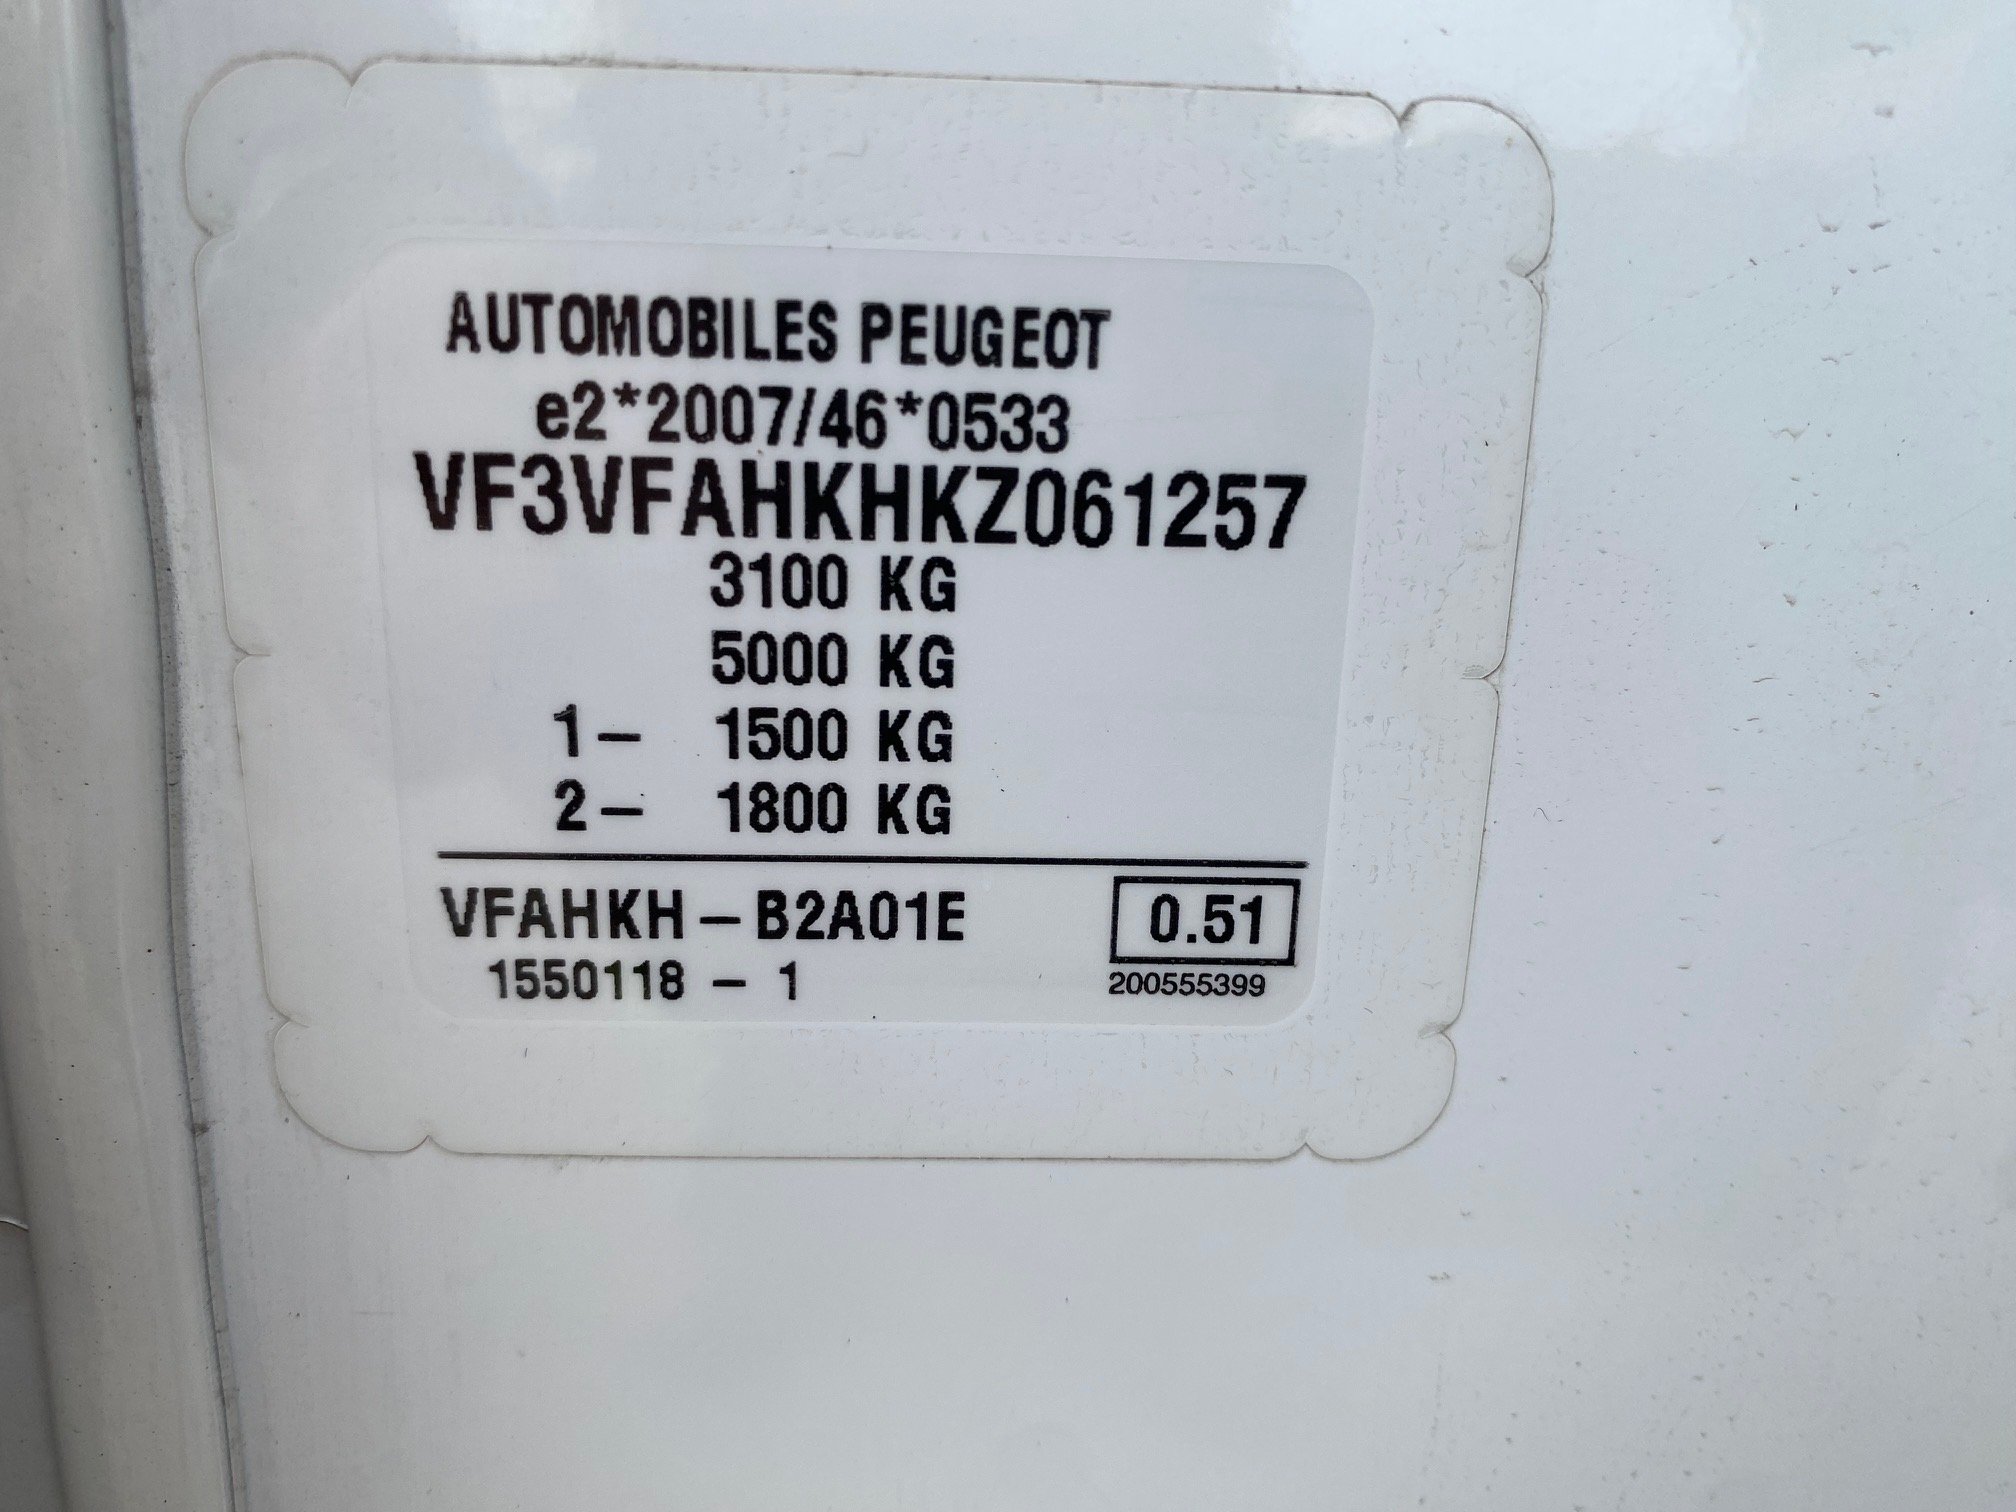 AUTOMOBILES PEUGEOT
e2*2007/46*0533
VF3VFAHKHKZ061257
3100 KG
5000 KG
1– 1500 KG
2– 1800 KG
VFAHKH – B2A01E 0.51
1550118 – 1 200555399